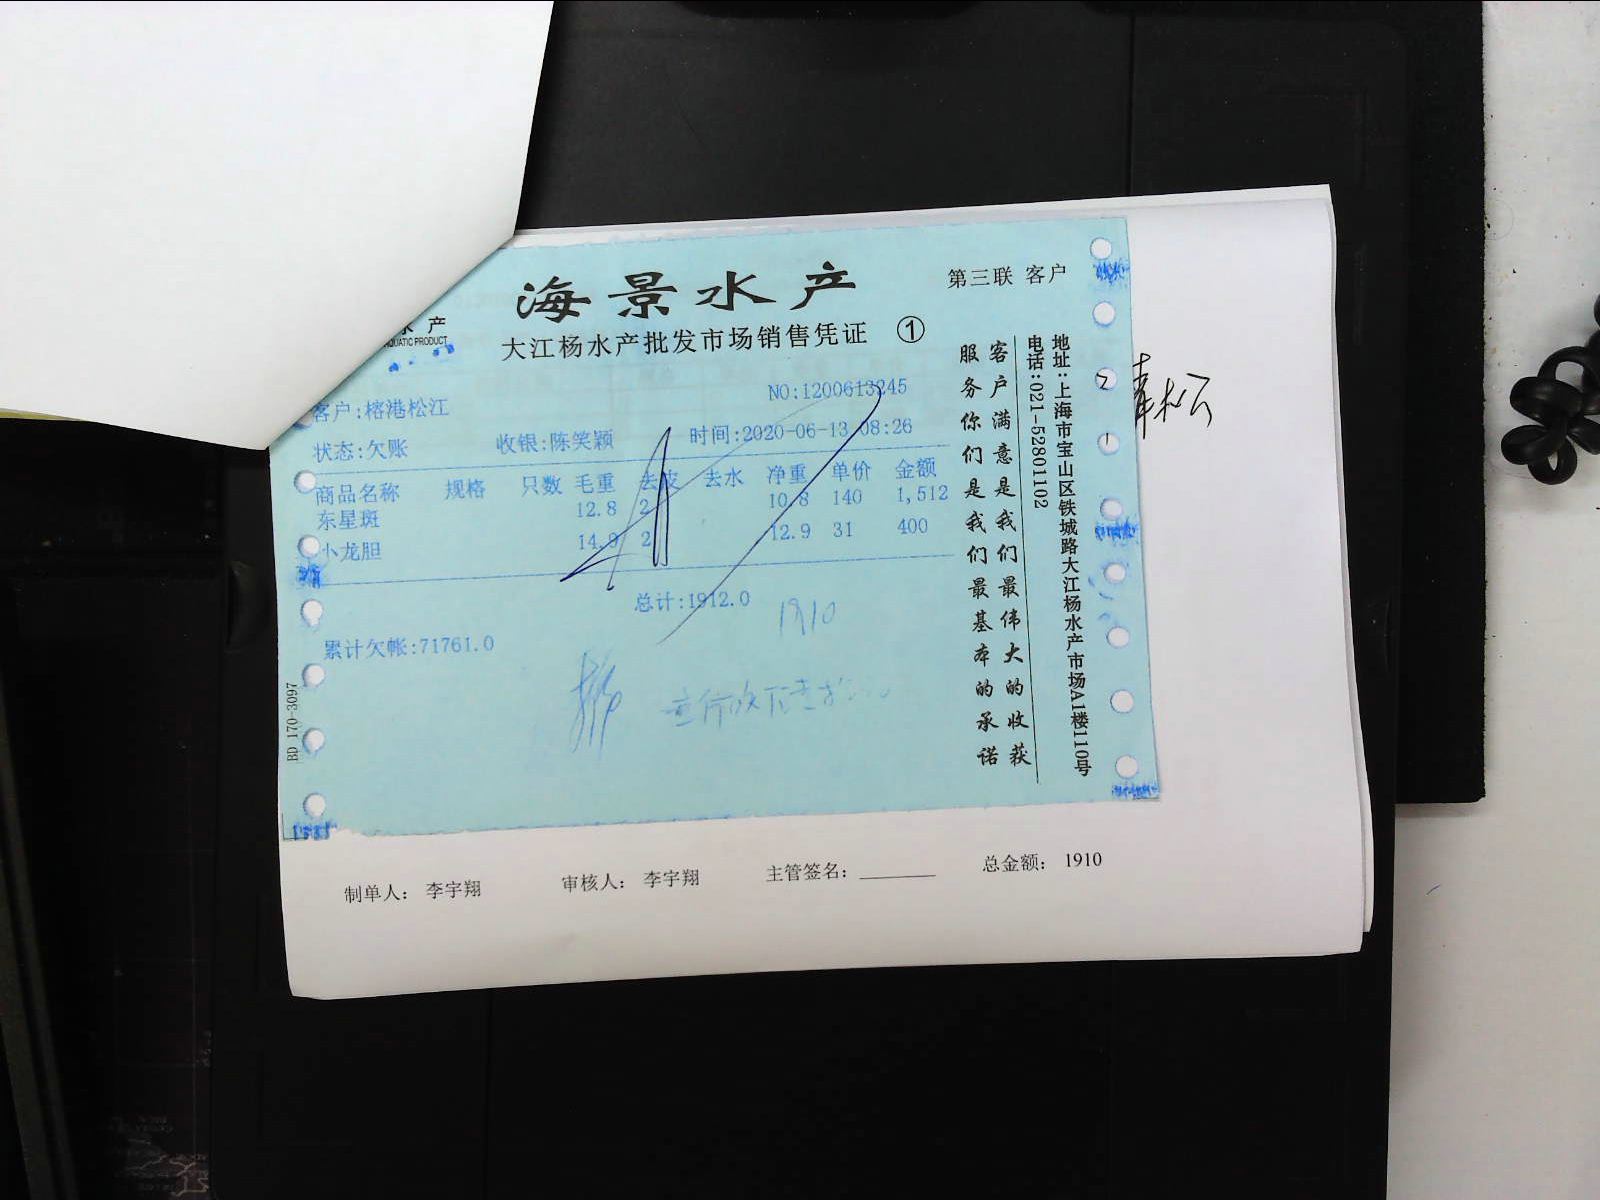 海景水产
第三联 客户
水产
AQUATIC PRODUCT
大江杨水产批发市场销售凭证 ①
NO:1200613245
客户:榕港松江
状态:欠账 收银:陈笑颖 时间:2020-06-13 08:26
商品名称 规格 只数 毛重 去皮 去水 净重 单价 金额
东星斑 12.8 2 10.8 140 1,512
小龙胆 14.9 2 12.9 31 400
总计:1912.0
1910
累计欠帐:71761.0
BD 170-3097
客户满意是我们最伟大的收获
服务你们是我们最基本的承诺
地址:上海市宝山区铁城路大江杨水产市场A1楼110号
电话:021-52801102
制单人: 李宇翔 审核人: 李宇翔 主管签名: 总金额: 1910